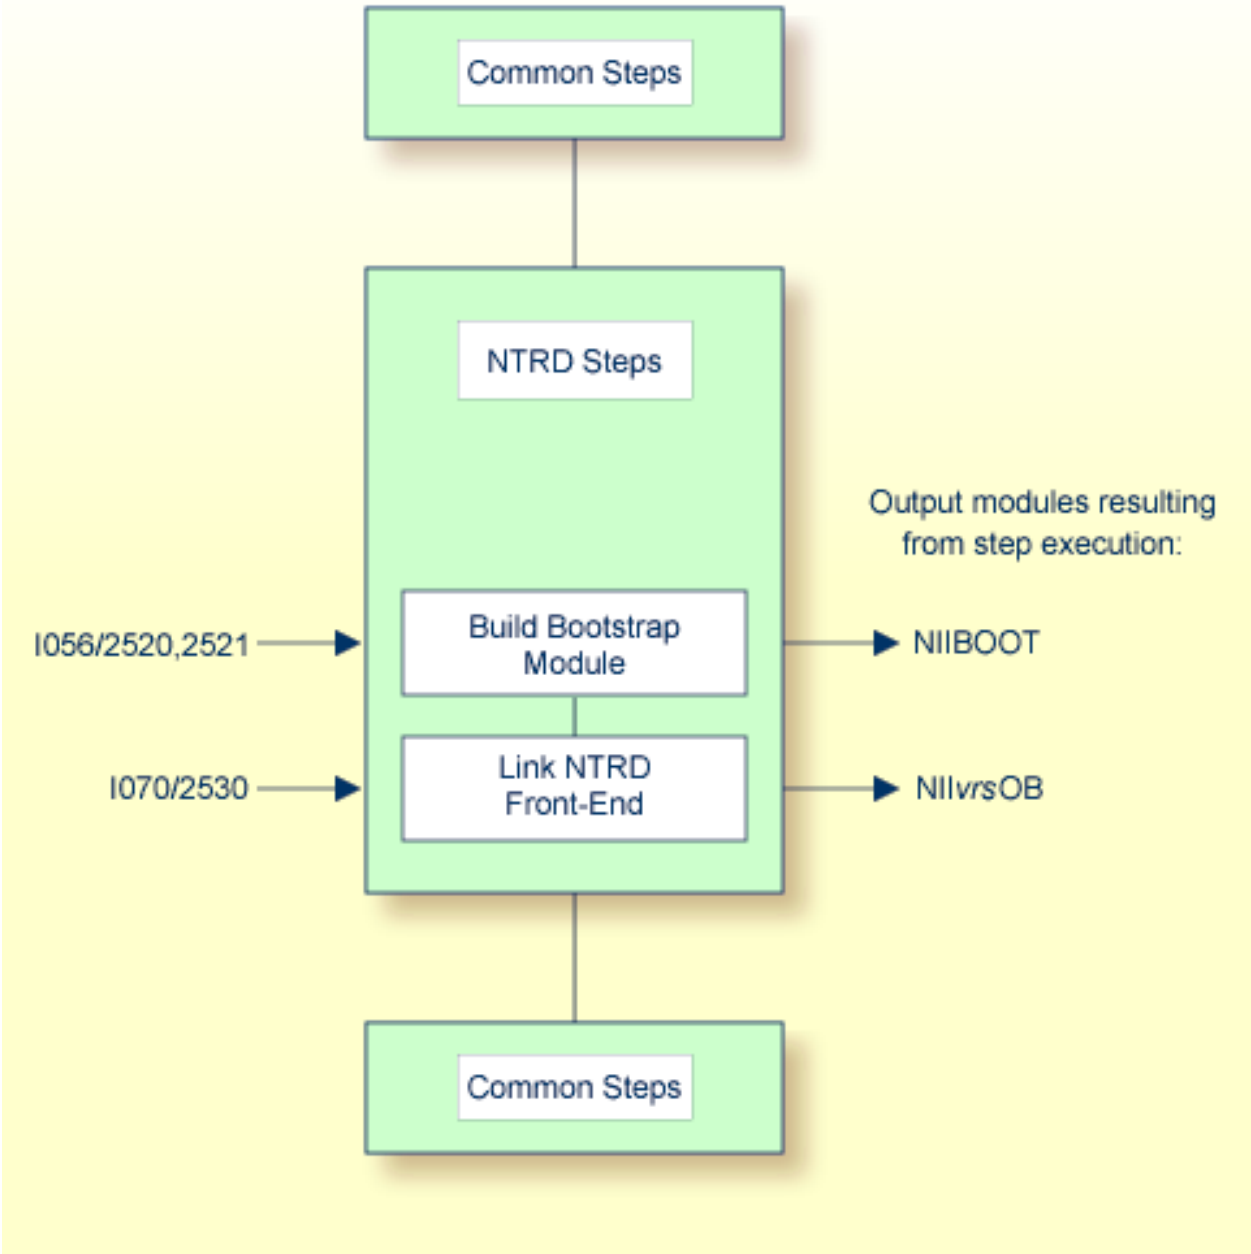 Common Steps
NTRD Steps
Output modules resulting
from step execution:
I056/2520,2521
Build Bootstrap
Module
NIIBOOT
I070/2530
Link NTRD
Front-End
NIIvrsOB
Common Steps